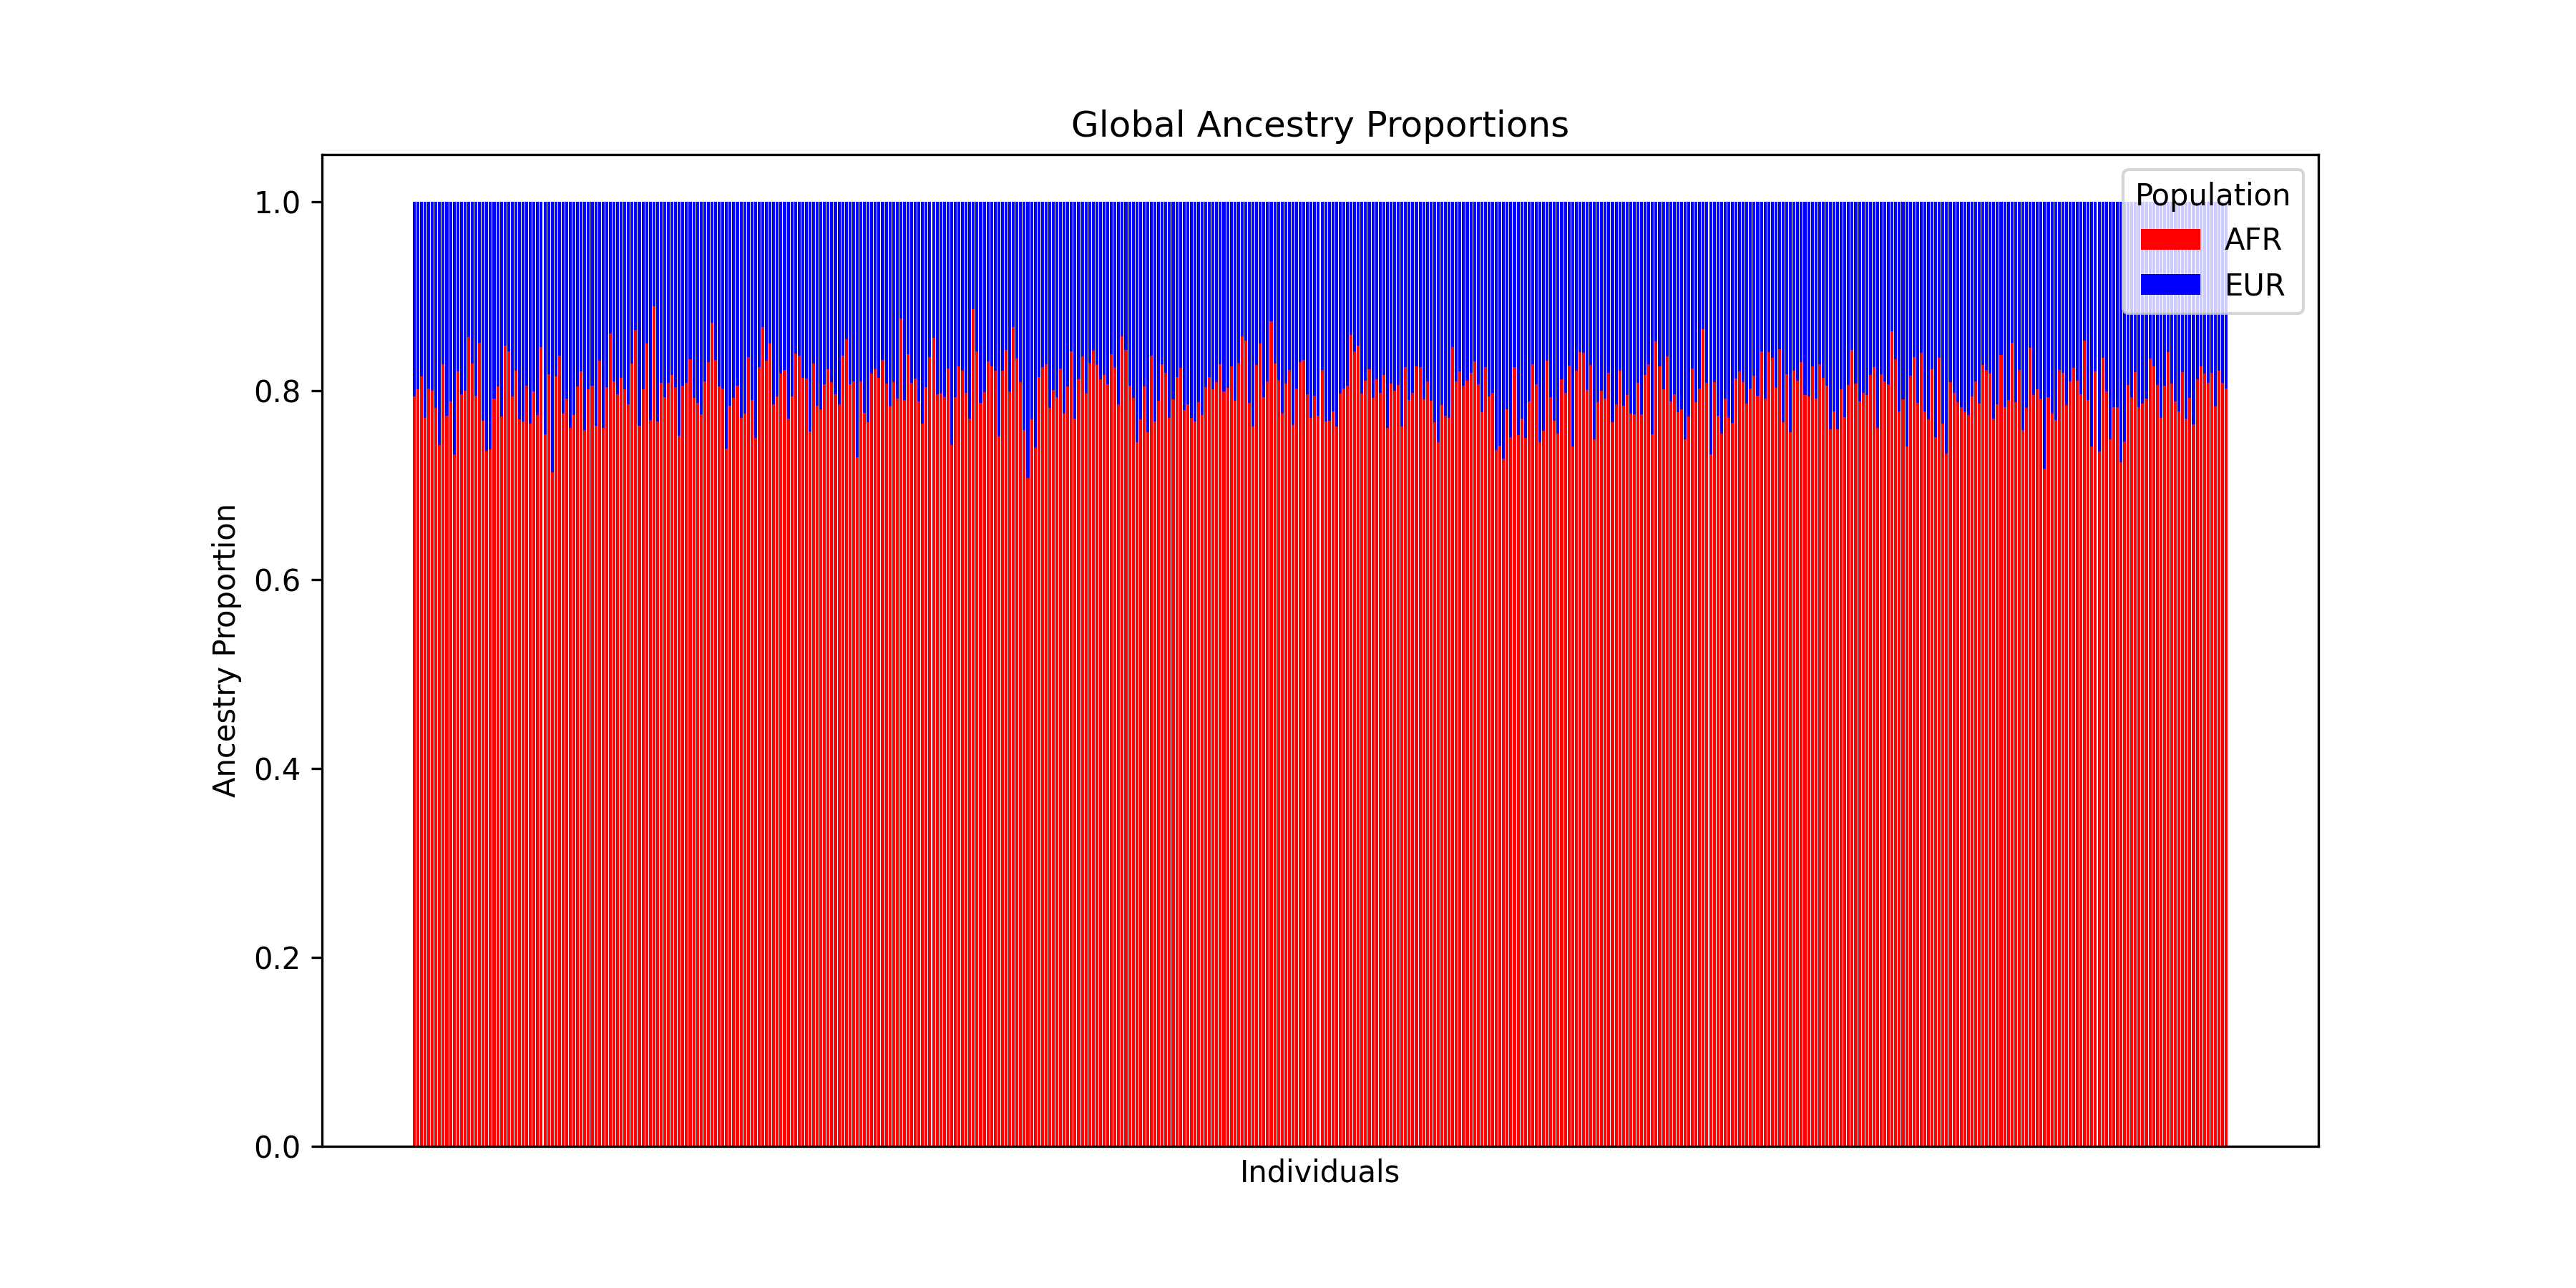 Global Ancestry Proportions
Population
AFR
EUR
1.0
0.8
0.6
0.4
0.2
0.0
Ancestry Proportion
Individuals